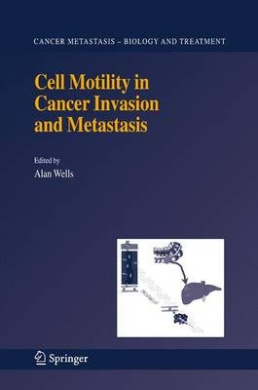 CANCER METASTASIS – BIOLOGY AND TREATMENT
Cell Motility in
Cancer Invasion
and Metastasis
Edited by
Alan Wells
Springer